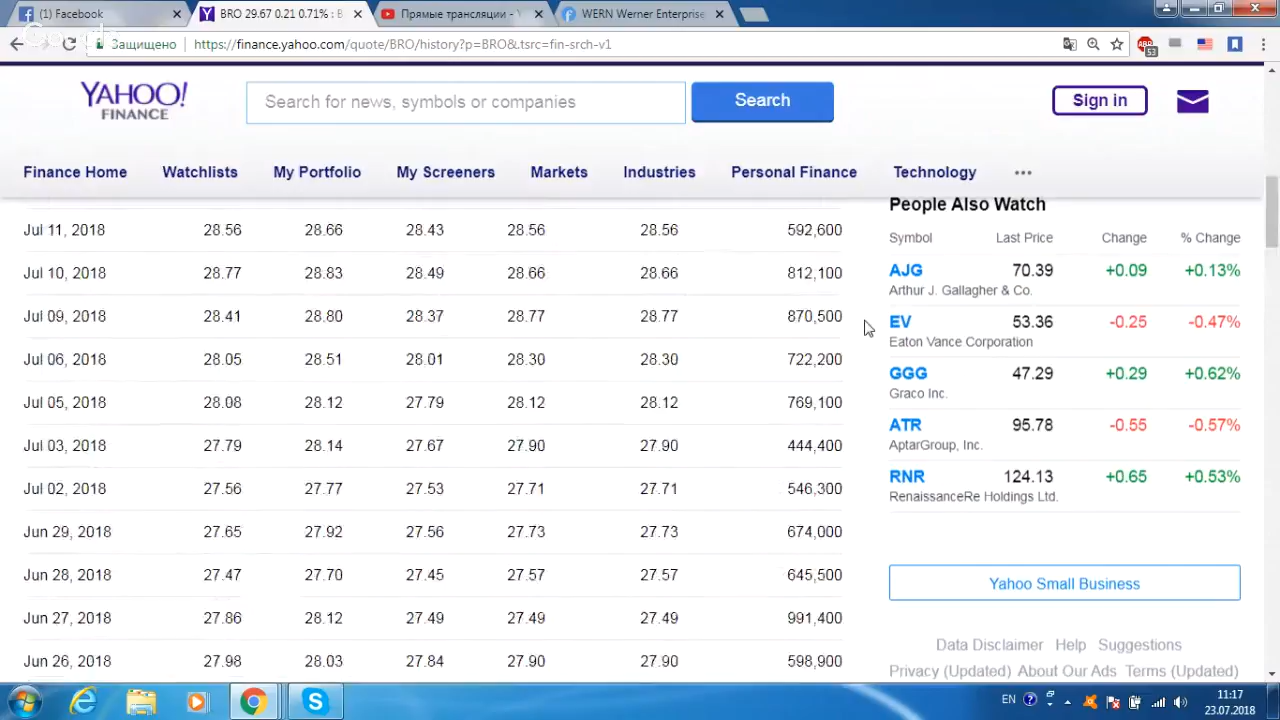 (1) Facebook
BRO 29.67 0.21 0.71% :
Прямые трансляции - Y
WERN Werner Enterprise
Защищено
https://finance.yahoo.com/quote/BRO/history?p=BRO&.tsrc=fin-srch-v1
53
YAHOO!
FINANCE
Search for news, symbols or companies
Search
Sign in
Finance Home Watchlists My Portfolio My Screeners Markets Industries Personal Finance Technology •••
Jul 11, 2018 28.56 28.66 28.43 28.56 28.56 592,600
Jul 10, 2018 28.77 28.83 28.49 28.66 28.66 812,100
Jul 09, 2018 28.41 28.80 28.37 28.77 28.77 870,500
Jul 06, 2018 28.05 28.51 28.01 28.30 28.30 722,200
Jul 05, 2018 28.08 28.12 27.79 28.12 28.12 769,100
Jul 03, 2018 27.79 28.14 27.67 27.90 27.90 444,400
Jul 02, 2018 27.56 27.77 27.53 27.71 27.71 546,300
Jun 29, 2018 27.65 27.92 27.56 27.73 27.73 674,000
Jun 28, 2018 27.47 27.70 27.45 27.57 27.57 645,500
Jun 27, 2018 27.86 28.12 27.49 27.49 27.49 991,400
Jun 26, 2018 27.98 28.03 27.84 27.90 27.90 598,900
People Also Watch
Symbol Last Price Change % Change
AJG 70.39 +0.09 +0.13%
Arthur J. Gallagher & Co.
EV 53.36 -0.25 -0.47%
Eaton Vance Corporation
GGG 47.29 +0.29 +0.62%
Graco Inc.
ATR 95.78 -0.55 -0.57%
AptarGroup, Inc.
RNR 124.13 +0.65 +0.53%
RenaissanceRe Holdings Ltd.
Yahoo Small Business
Data Disclaimer Help Suggestions
Privacy (Updated) About Our Ads Terms (Updated)
EN
11:17
23.07.2018